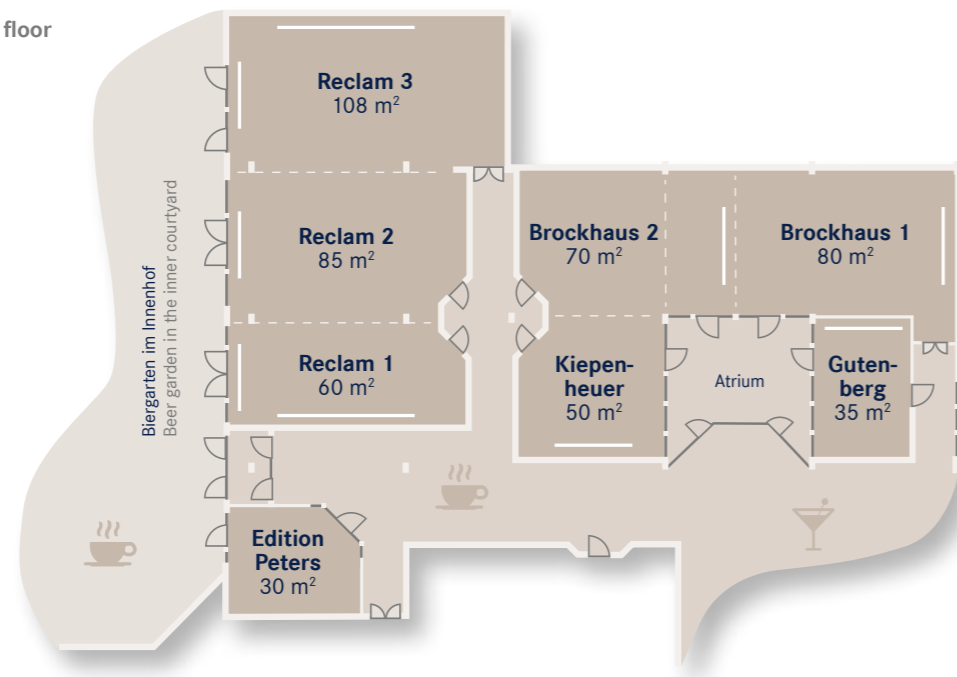 floor
Reclam 3
108 m²
Biergarten im Innenhof
Beer garden in the inner courtyard
Reclam 2
85 m²
Brockhaus 2
70 m²
Brockhaus 1
80 m²
Reclam 1
60 m²
Kiepen-
heuer
50 m²
Atrium
Guten-
berg
35 m²
Edition
Peters
30 m²